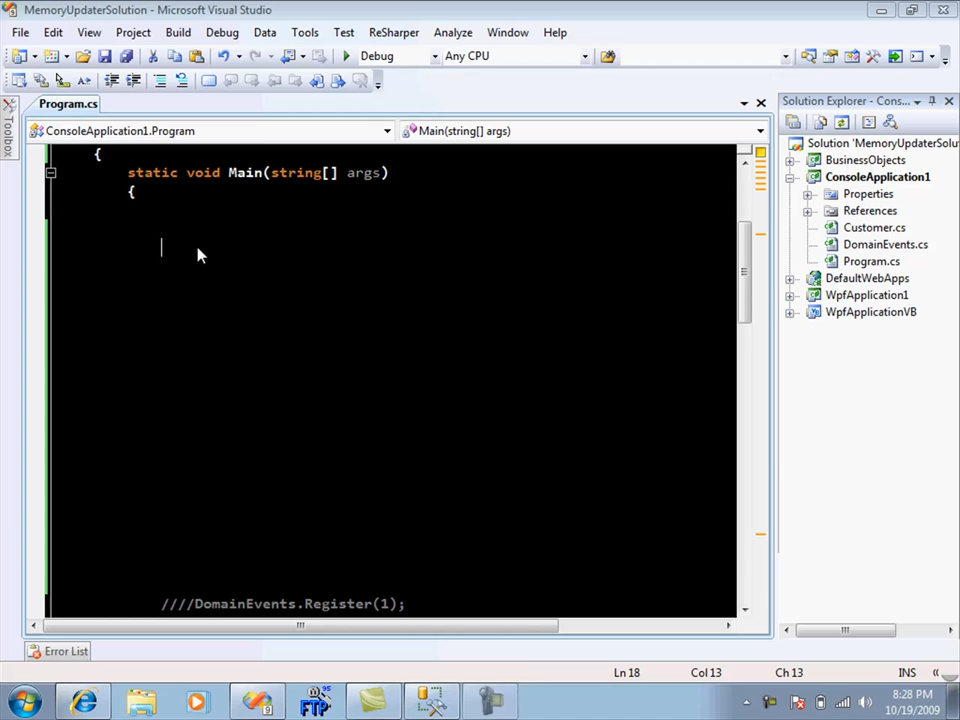 MemoryUpdaterSolution - Microsoft Visual Studio
File Edit View Project Build Debug Data Tools Test ReSharper Analyze Window Help
Debug Any CPU
Toolbox
Program.cs
ConsoleApplication1.Program Main(string[] args)
{
static void Main(string[] args)
{
////DomainEvents.Register(1);
Solution Explorer - Cons...
Solution 'MemoryUpdaterSolu
BusinessObjects
ConsoleApplication1
Properties
References
Customer.cs
DomainEvents.cs
Program.cs
DefaultWebApps
WpfApplication1
WpfApplicationVB
Error List
Ln 18 Col 13 Ch 13 INS
FTP
8:28 PM
10/19/2009